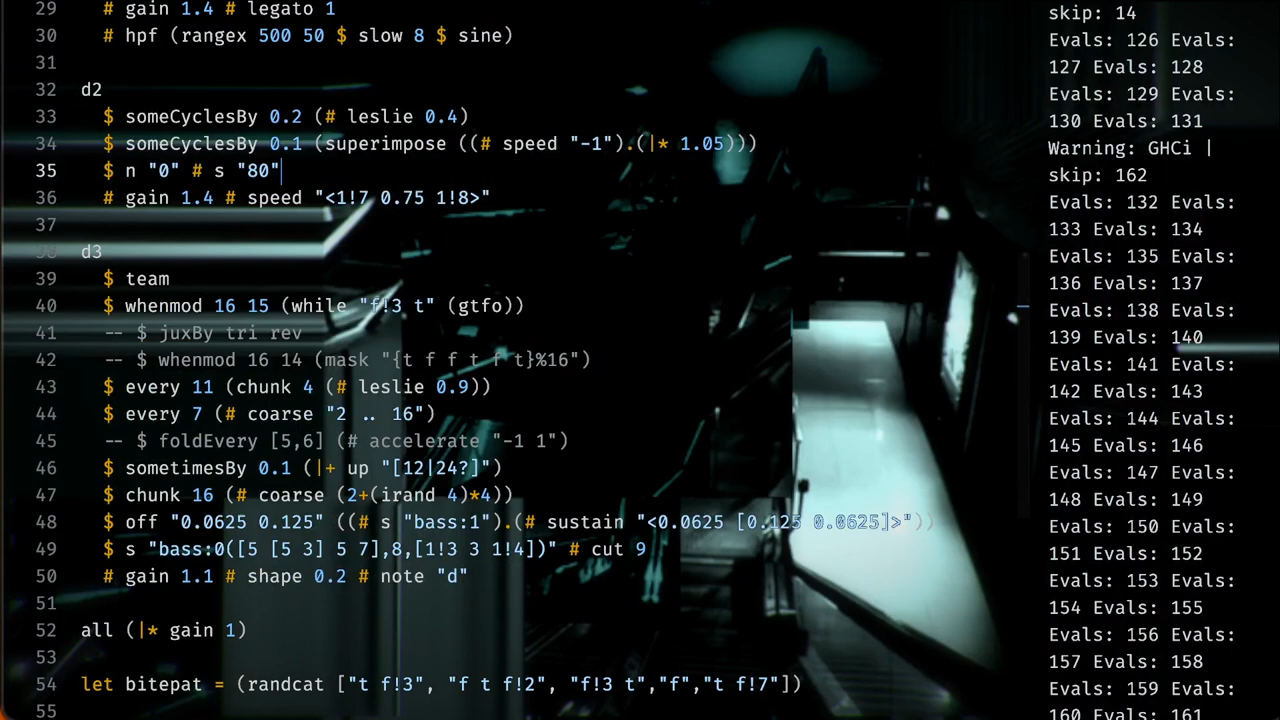 29 # gain 1.4 # legato 1
30 # hpf (rangex 500 50 $ slow 8 $ sine)
31
32 d2
33 $ someCyclesBy 0.2 (# leslie 0.4)
34 $ someCyclesBy 0.1 (superimpose ((# speed "-1").(|* 1.05)))
35 $ n "0" # s "80"
36 # gain 1.4 # speed "<1!7 0.75 1!8>"
37
38 d3
39 $ team
40 $ whenmod 16 15 (while "f!3 t" (gtfo))
41 -- $ juxBy tri rev
42 -- $ whenmod 16 14 (mask "{t f f t f t}%16")
43 $ every 11 (chunk 4 (# leslie 0.9))
44 $ every 7 (# coarse "2 .. 16")
45 -- $ foldEvery [5,6] (# accelerate "-1 1")
46 $ sometimesBy 0.1 (|+ up "[12|24?]")
47 $ chunk 16 (# coarse (2+(irand 4)*4))
48 $ off "0.0625 0.125" ((# s "bass:1").(# sustain "<0.0625 [0.125 0.0625]>"))
49 $ s "bass:0([5 [5 3] 5 7],8,[1!3 3 1!4])" # cut 9
50 # gain 1.1 # shape 0.2 # note "d"
51
52 all (|* gain 1)
53
54 let bitepat = (randcat ["t f!3", "f t f!2", "f!3 t","f","t f!7"])
55
skip: 14
Evals: 126 Evals:
127 Evals: 128
Evals: 129 Evals:
130 Evals: 131
Warning: GHCi |
skip: 162
Evals: 132 Evals:
133 Evals: 134
Evals: 135 Evals:
136 Evals: 137
Evals: 138 Evals:
139 Evals: 140
Evals: 141 Evals:
142 Evals: 143
Evals: 144 Evals:
145 Evals: 146
Evals: 147 Evals:
148 Evals: 149
Evals: 150 Evals:
151 Evals: 152
Evals: 153 Evals:
154 Evals: 155
Evals: 156 Evals:
157 Evals: 158
Evals: 159 Evals:
160 Evals: 161